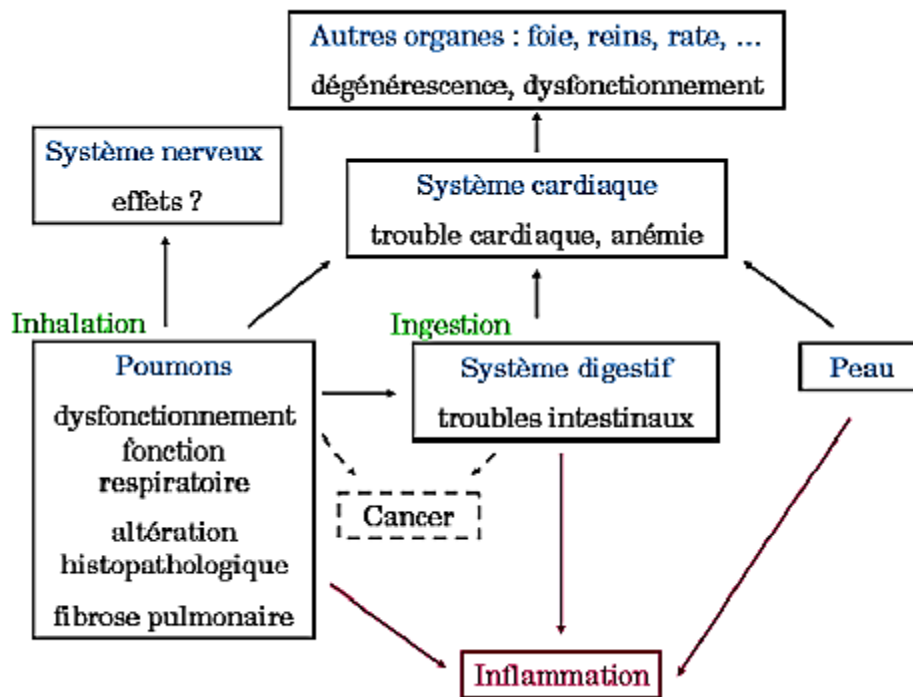 Autres organes : foie, reins, rate, ...
dégénérescence, dysfonctionnement
Système nerveux
effets ?
Système cardiaque
trouble cardiaque, anémie
Inhalation
Ingestion
Poumons
dysfonctionnement
fonction
respiratoire
altération
histopathologique
fibrose pulmonaire
Système digestif
troubles intestinaux
Peau
Cancer
Inflammation